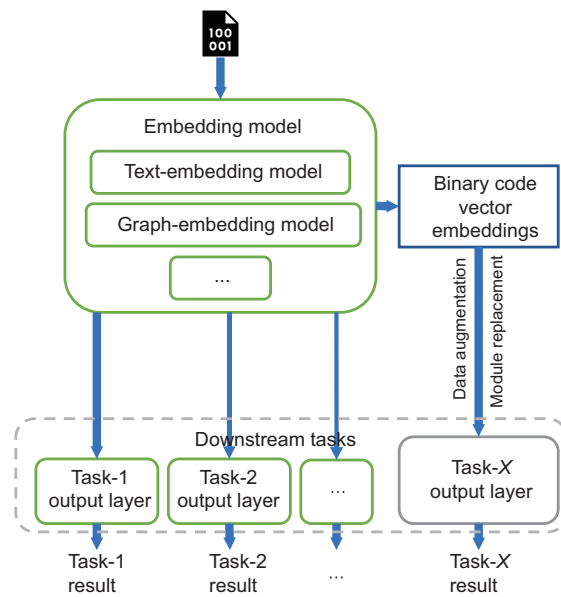 100
001
Embedding model
Text-embedding model
Graph-embedding model
...
Binary code
vector
embeddings
Data augmentation
Module replacement
Downstream tasks
Task-1
output layer
Task-2
output layer
...
Task-X
output layer
Task-1
result
Task-2
result
...
Task-X
result